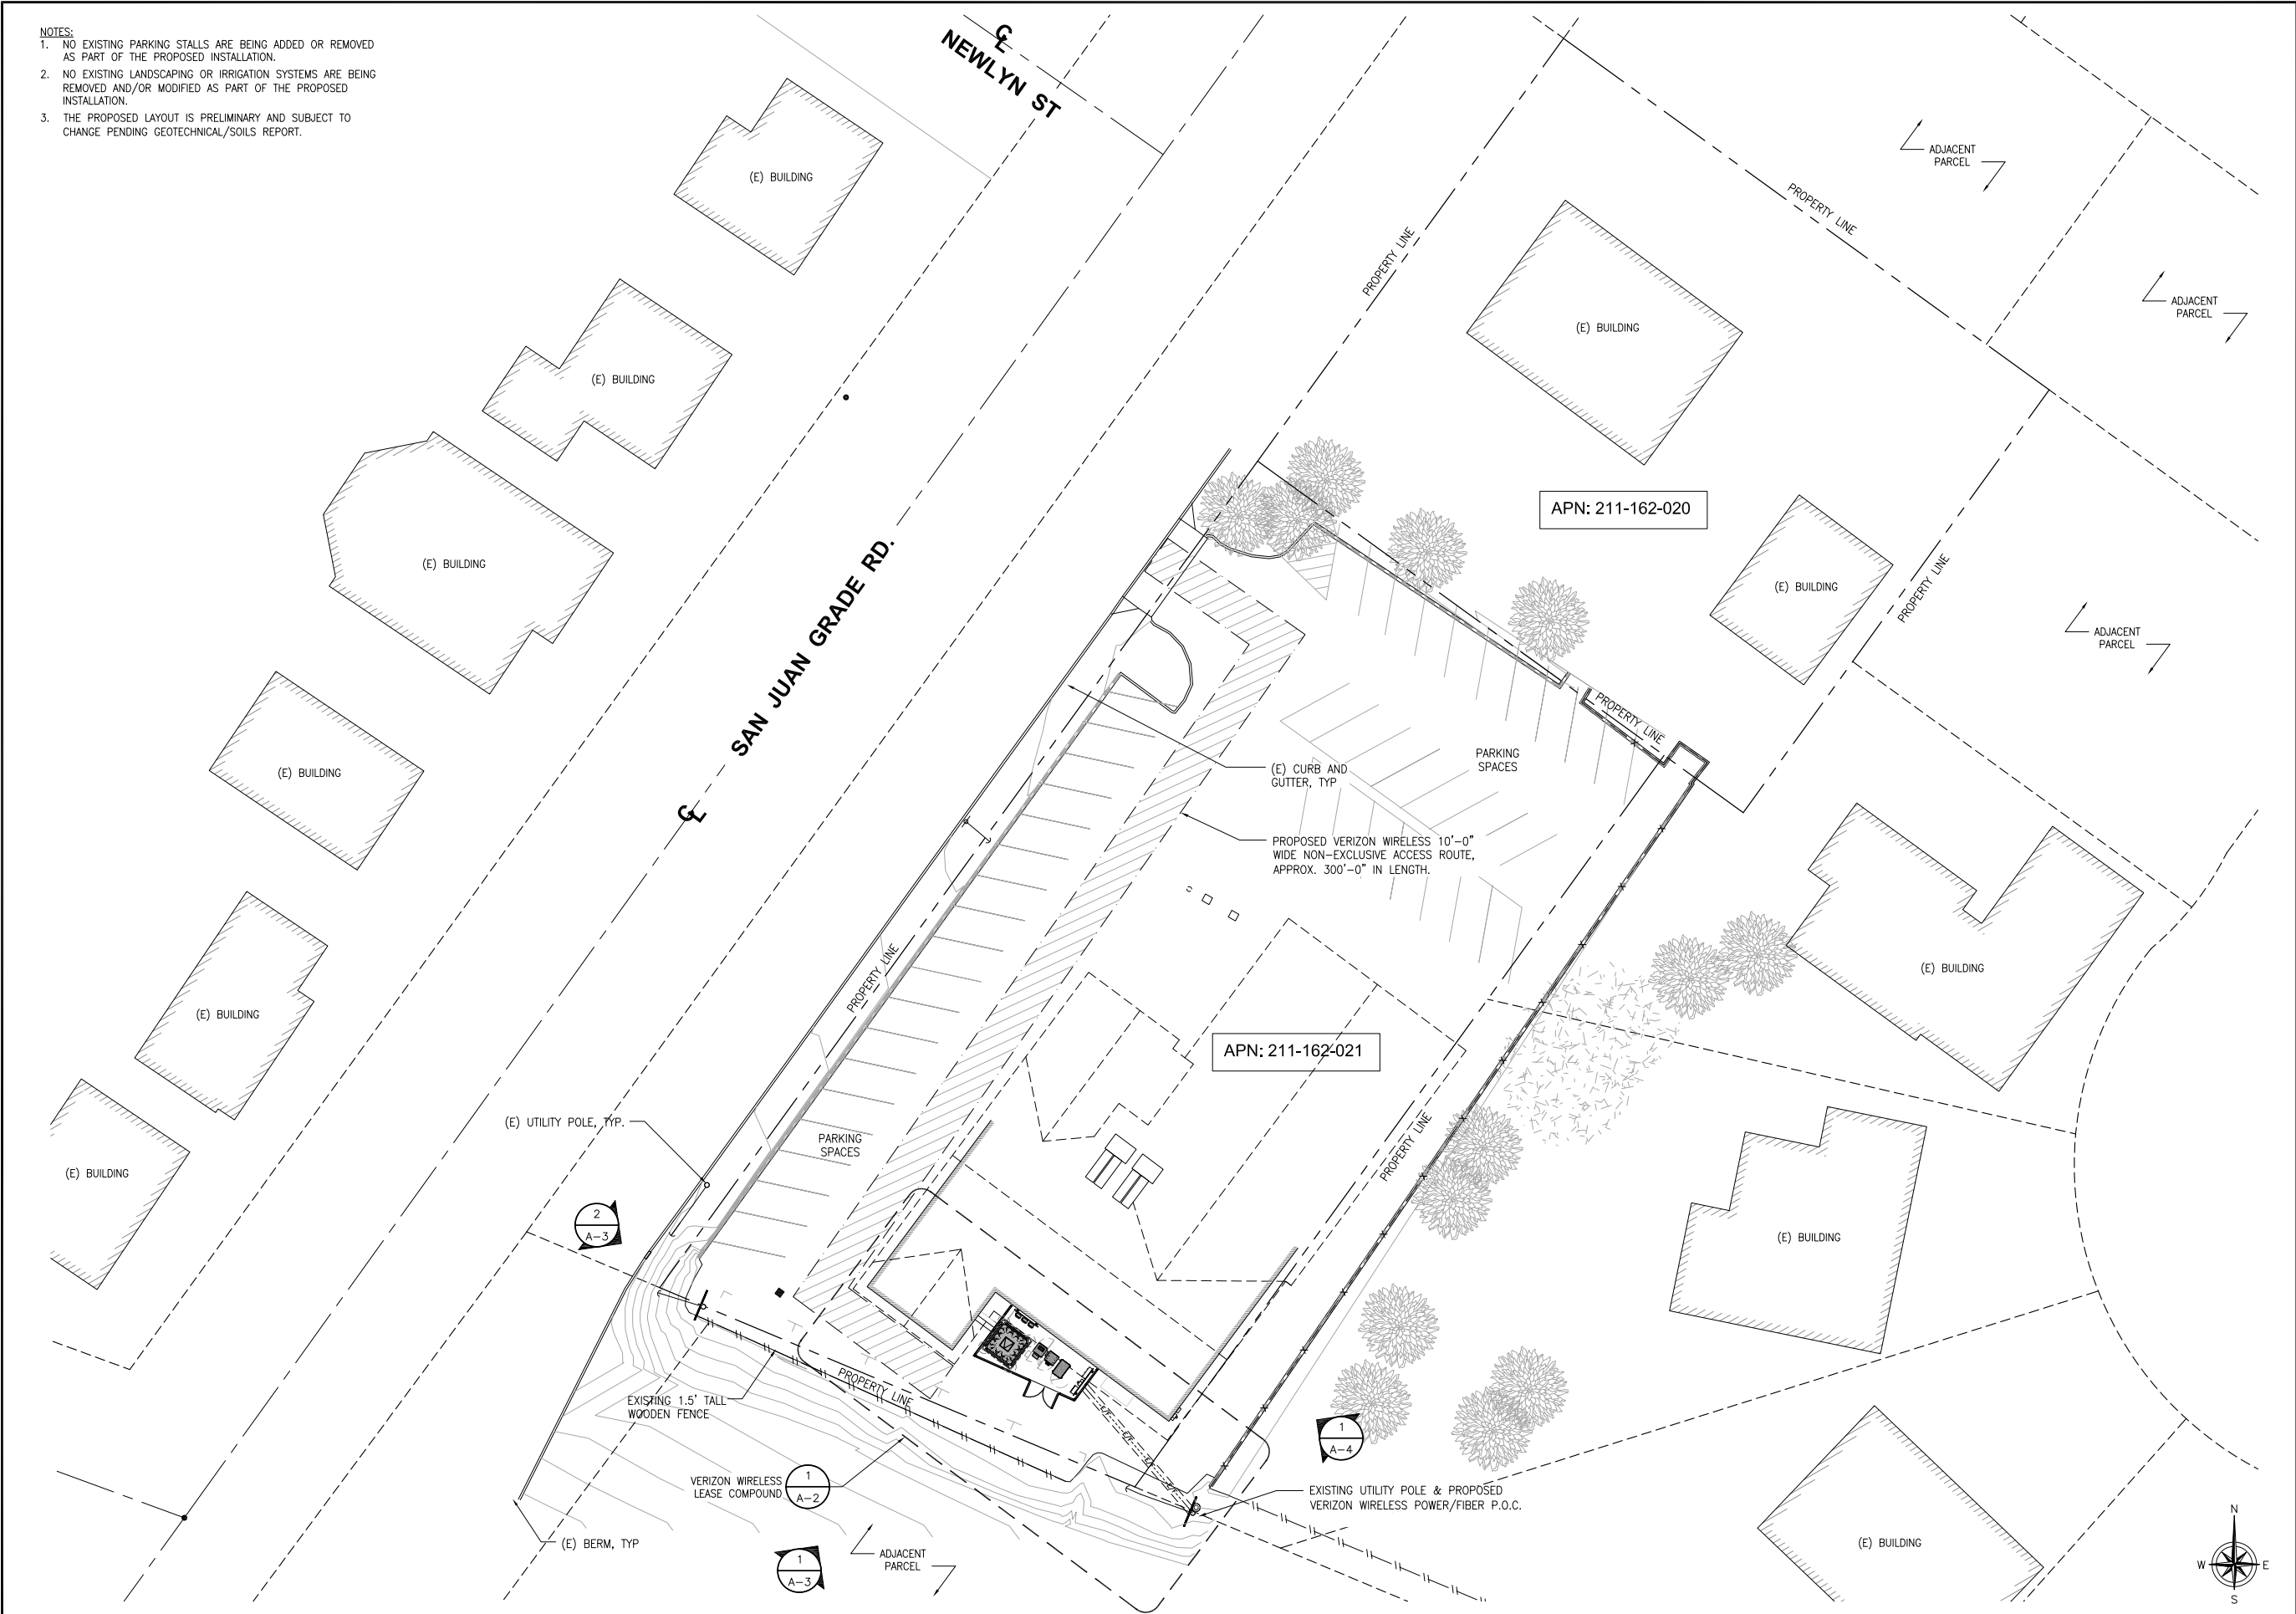 NOTES:
1. NO EXISTING PARKING STALLS ARE BEING ADDED OR REMOVED
AS PART OF THE PROPOSED INSTALLATION.
2. NO EXISTING LANDSCAPING OR IRRIGATION SYSTEMS ARE BEING
REMOVED AND/OR MODIFIED AS PART OF THE PROPOSED
INSTALLATION.
3. THE PROPOSED LAYOUT IS PRELIMINARY AND SUBJECT TO
CHANGE PENDING GEOTECHNICAL/SOILS REPORT.
CL
NEWLYN ST
ADJACENT
PARCEL
(E) BUILDING
PROPERTY LINE
PROPERTY LINE
ADJACENT
PARCEL
(E) BUILDING
(E) BUILDING
APN: 211-162-020
(E) BUILDING
(E) BUILDING
PROPERTY LINE
ADJACENT
PARCEL
SAN JUAN GRADE RD.
CL
PROPERTY LINE
PARKING
SPACES
(E) BUILDING
(E) CURB AND
GUTTER, TYP
PROPOSED VERIZON WIRELESS 10'-0"
WIDE NON-EXCLUSIVE ACCESS ROUTE,
APPROX. 300'-0" IN LENGTH.
PROPERTY LINE
(E) BUILDING
(E) BUILDING
APN: 211-162-021
(E) UTILITY POLE, TYP.
PARKING
SPACES
PROPERTY LINE
(E) BUILDING
2
A-3
(E) BUILDING
EXISTING 1.5' TALL
WOODEN FENCE
PROPERTY LINE
1
A-4
VERIZON WIRELESS
LEASE COMPOUND
1
A-2
EXISTING UTILITY POLE & PROPOSED
VERIZON WIRELESS POWER/FIBER P.O.C.
(E) BERM, TYP
1
A-3
ADJACENT
PARCEL
(E) BUILDING
N
W
E
S